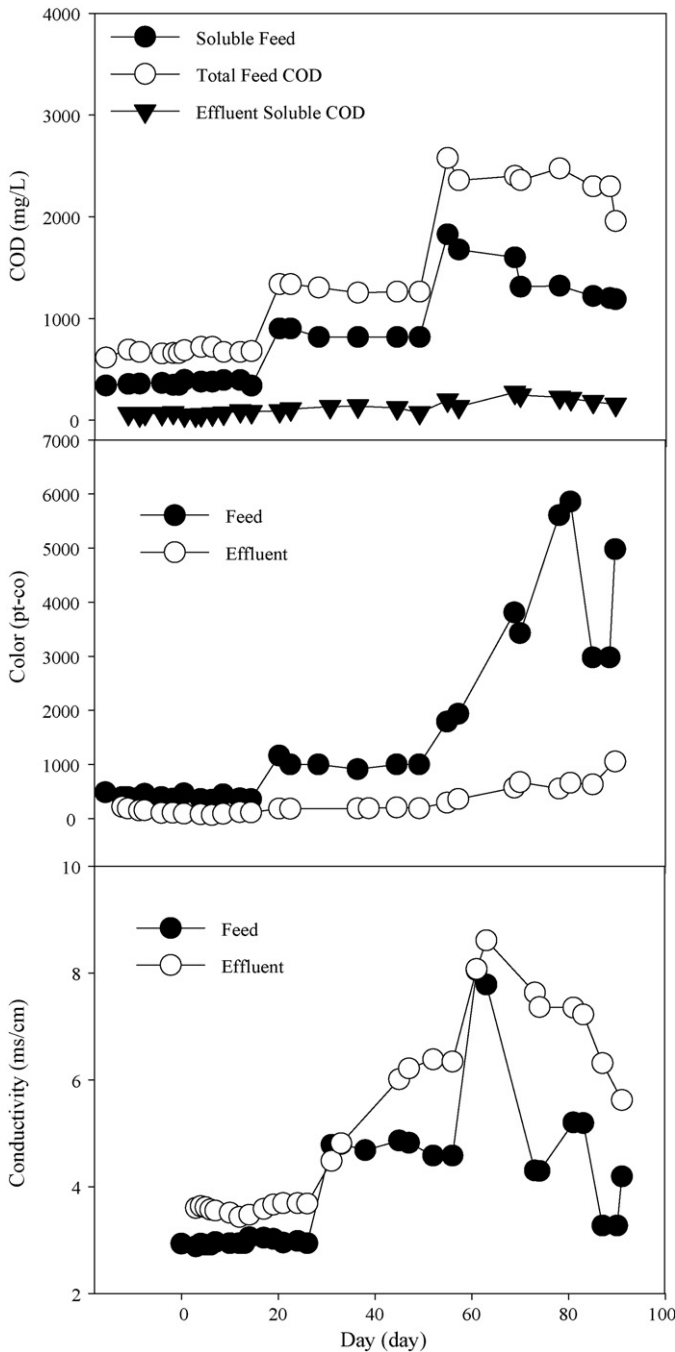 4000
Soluble Feed
Total Feed COD
Effluent Soluble COD
3000
2000
1000
0
COD (mg/L)
7000
6000
5000
4000
3000
2000
1000
0
Feed
Effluent
Color (pt-co)
10
8
6
4
2
Feed
Effluent
Conductivity (ms/cm)
0 20 40 60 80 100
Day (day)